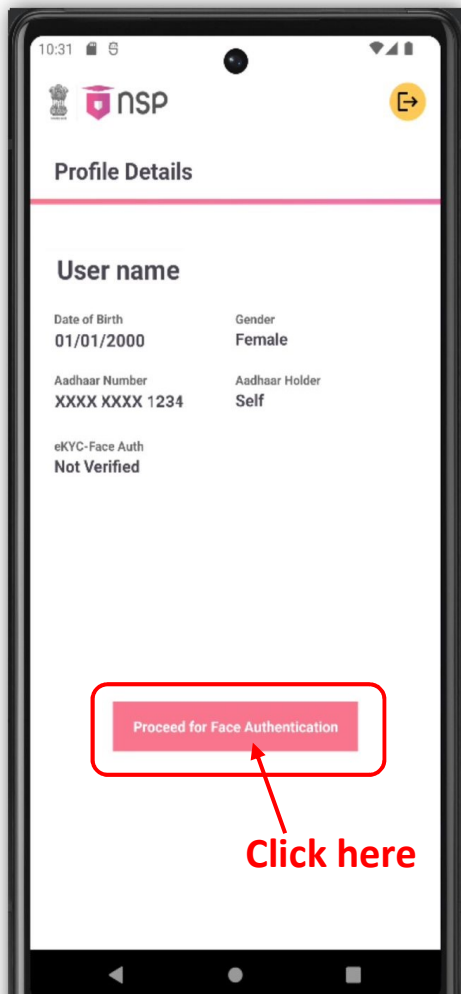 10:31
nsp
Profile Details
User name
Date of Birth Gender
01/01/2000 Female
Aadhaar Number Aadhaar Holder
XXXX XXXX 1234 Self
eKYC-Face Auth
Not Verified
Proceed for Face Authentication
Click here